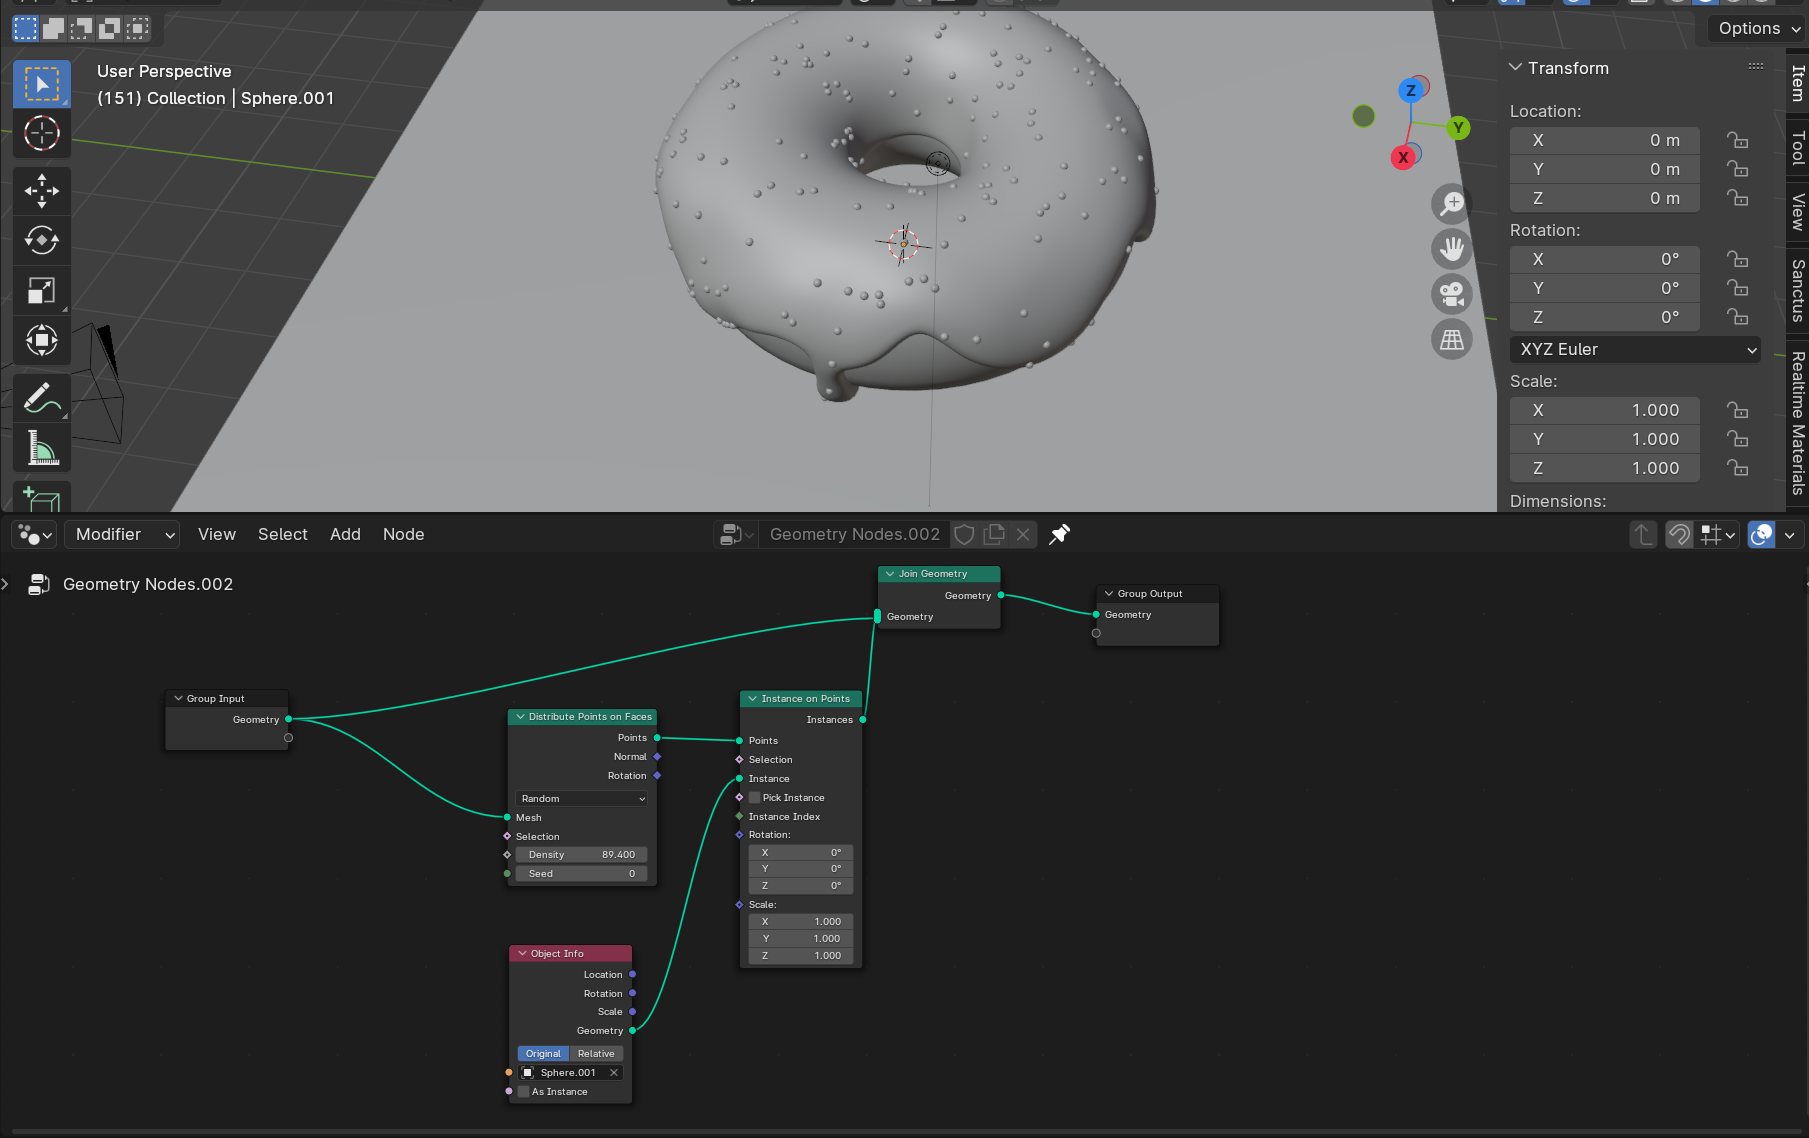 Options
User Perspective
(151) Collection | Sphere.001
Z
Y
X
Transform
Location:
X 0 m
Y 0 m
Z 0 m
Rotation:
X 0°
Y 0°
Z 0°
XYZ Euler
Scale:
X 1.000
Y 1.000
Z 1.000
Dimensions:
Item
Tool
View
Sanctus
Realtime Materials
Modifier View Select Add Node
Geometry Nodes.002
Geometry Nodes.002
Group Input
Geometry
Distribute Points on Faces
Points
Normal
Rotation
Random
Mesh
Selection
Density 89.400
Seed 0
Object Info
Location
Rotation
Scale
Geometry
Original Relative
Sphere.001
As Instance
Instance on Points
Instances
Points
Selection
Instance
Pick Instance
Instance Index
Rotation:
X 0°
Y 0°
Z 0°
Scale:
X 1.000
Y 1.000
Z 1.000
Join Geometry
Geometry
Geometry
Group Output
Geometry